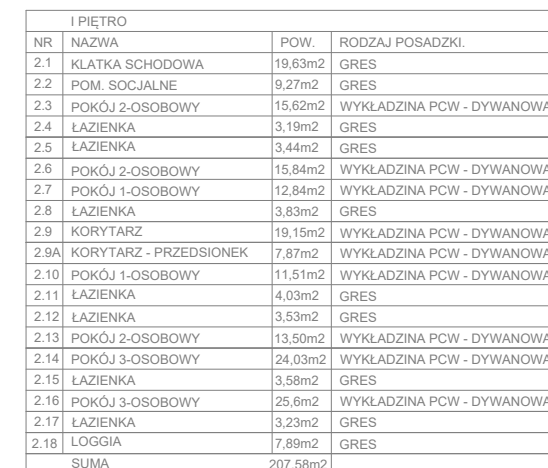 I PIĘTRO
NR NAZWA POW. RODZAJ POSADZKI.
2.1 KLATKA SCHODOWA 19,63m2 GRES
2.2 POM. SOCJALNE 9,27m2 GRES
2.3 POKÓJ 2-OSOBOWY 15,62m2 WYKŁADZINA PCW - DYWANOWA
2.4 ŁAZIENKA 3,19m2 GRES
2.5 ŁAZIENKA 3,44m2 GRES
2.6 POKÓJ 2-OSOBOWY 15,84m2 WYKŁADZINA PCW - DYWANOWA
2.7 POKÓJ 1-OSOBOWY 12,84m2 WYKŁADZINA PCW - DYWANOWA
2.8 ŁAZIENKA 3,83m2 GRES
2.9 KORYTARZ 19,15m2 WYKŁADZINA PCW - DYWANOWA
2.9A KORYTARZ - PRZEDSIONEK 7,87m2 WYKŁADZINA PCW - DYWANOWA
2.10 POKÓJ 1-OSOBOWY 11,51m2 WYKŁADZINA PCW - DYWANOWA
2.11 ŁAZIENKA 4,03m2 GRES
2.12 ŁAZIENKA 3,53m2 GRES
2.13 POKÓJ 2-OSOBOWY 13,50m2 WYKŁADZINA PCW - DYWANOWA
2.14 POKÓJ 3-OSOBOWY 24,03m2 WYKŁADZINA PCW - DYWANOWA
2.15 ŁAZIENKA 3,58m2 GRES
2.16 POKÓJ 3-OSOBOWY 25,6m2 WYKŁADZINA PCW - DYWANOWA
2.17 ŁAZIENKA 3,23m2 GRES
2.18 LOGGIA 7,89m2 GRES
SUMA 207,58m2